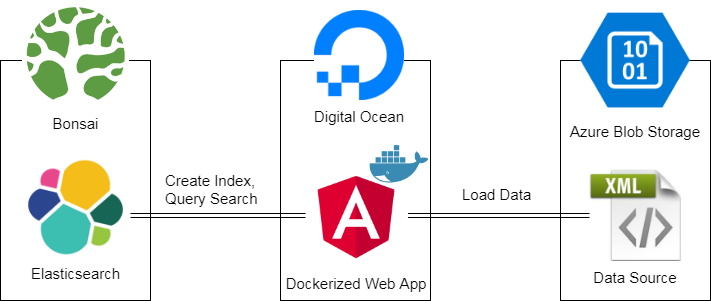 Bonsai
Digital Ocean
10
01
Azure Blob Storage
Elasticsearch
Create Index,
Query Search
A
Dockerized Web App
Load Data
XML
</>
Data Source